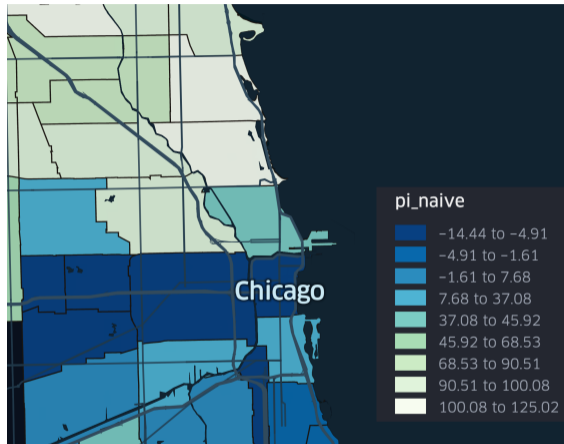 pi_naive
−14.44 to −4.91
−4.91 to −1.61
−1.61 to 7.68
7.68 to 37.08
37.08 to 45.92
45.92 to 68.53
68.53 to 90.51
90.51 to 100.08
100.08 to 125.02
Chicago